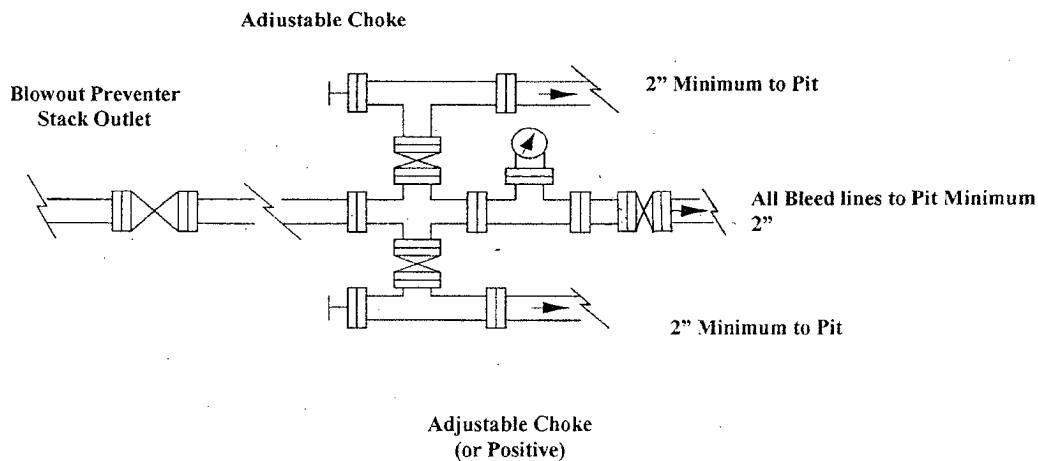 Adjustable Choke
2” Minimum to Pit
Blowout Preventer
Stack Outlet
All Bleed lines to Pit Minimum
2”
2” Minimum to Pit
Adjustable Choke
(or Positive)